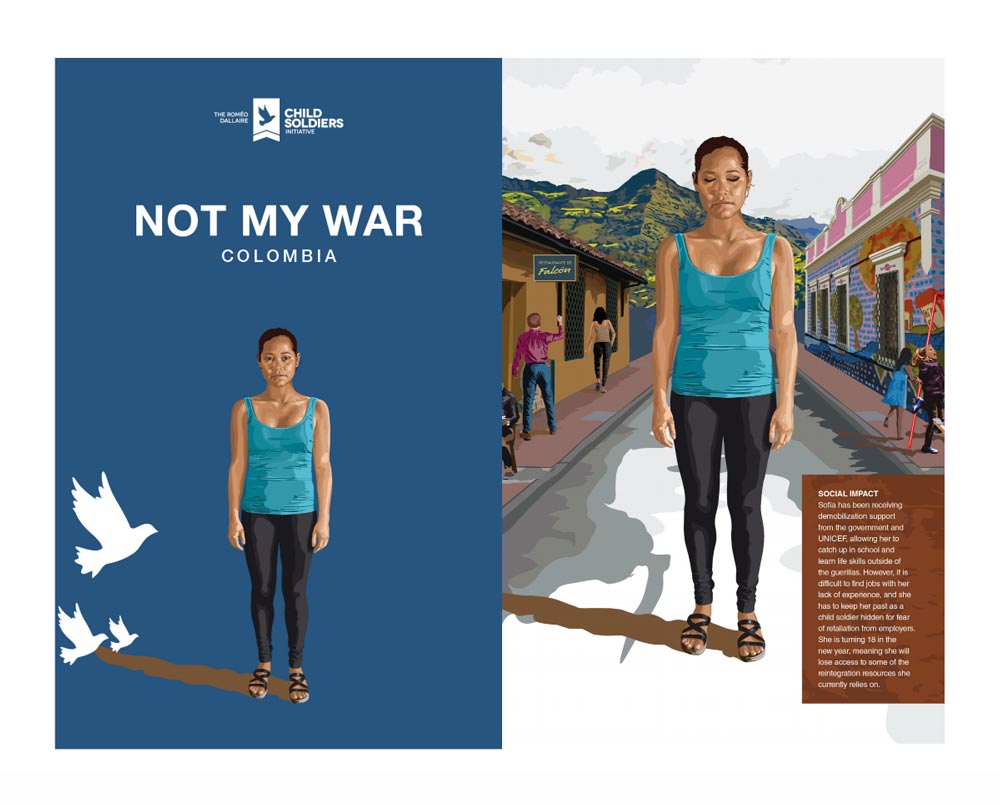 THE ROMÉO
DALLAIRE
CHILD
SOLDIERS
INITIATIVE
NOT MY WAR
COLOMBIA
RESTAURANTE DE
Falcón
SOCIAL IMPACT
Sofia has been receiving
demobilization support
from the government and
UNICEF, allowing her to
catch up in school and
learn life skills outside of
the guerillas. However, it is
difficult to find jobs with her
lack of experience, and she
has to keep her past as a
child soldier hidden for fear
of retaliation from employers.
She is turning 18 in the
new year, meaning she will
lose access to some of the
reintegration resources she
currently relies on.